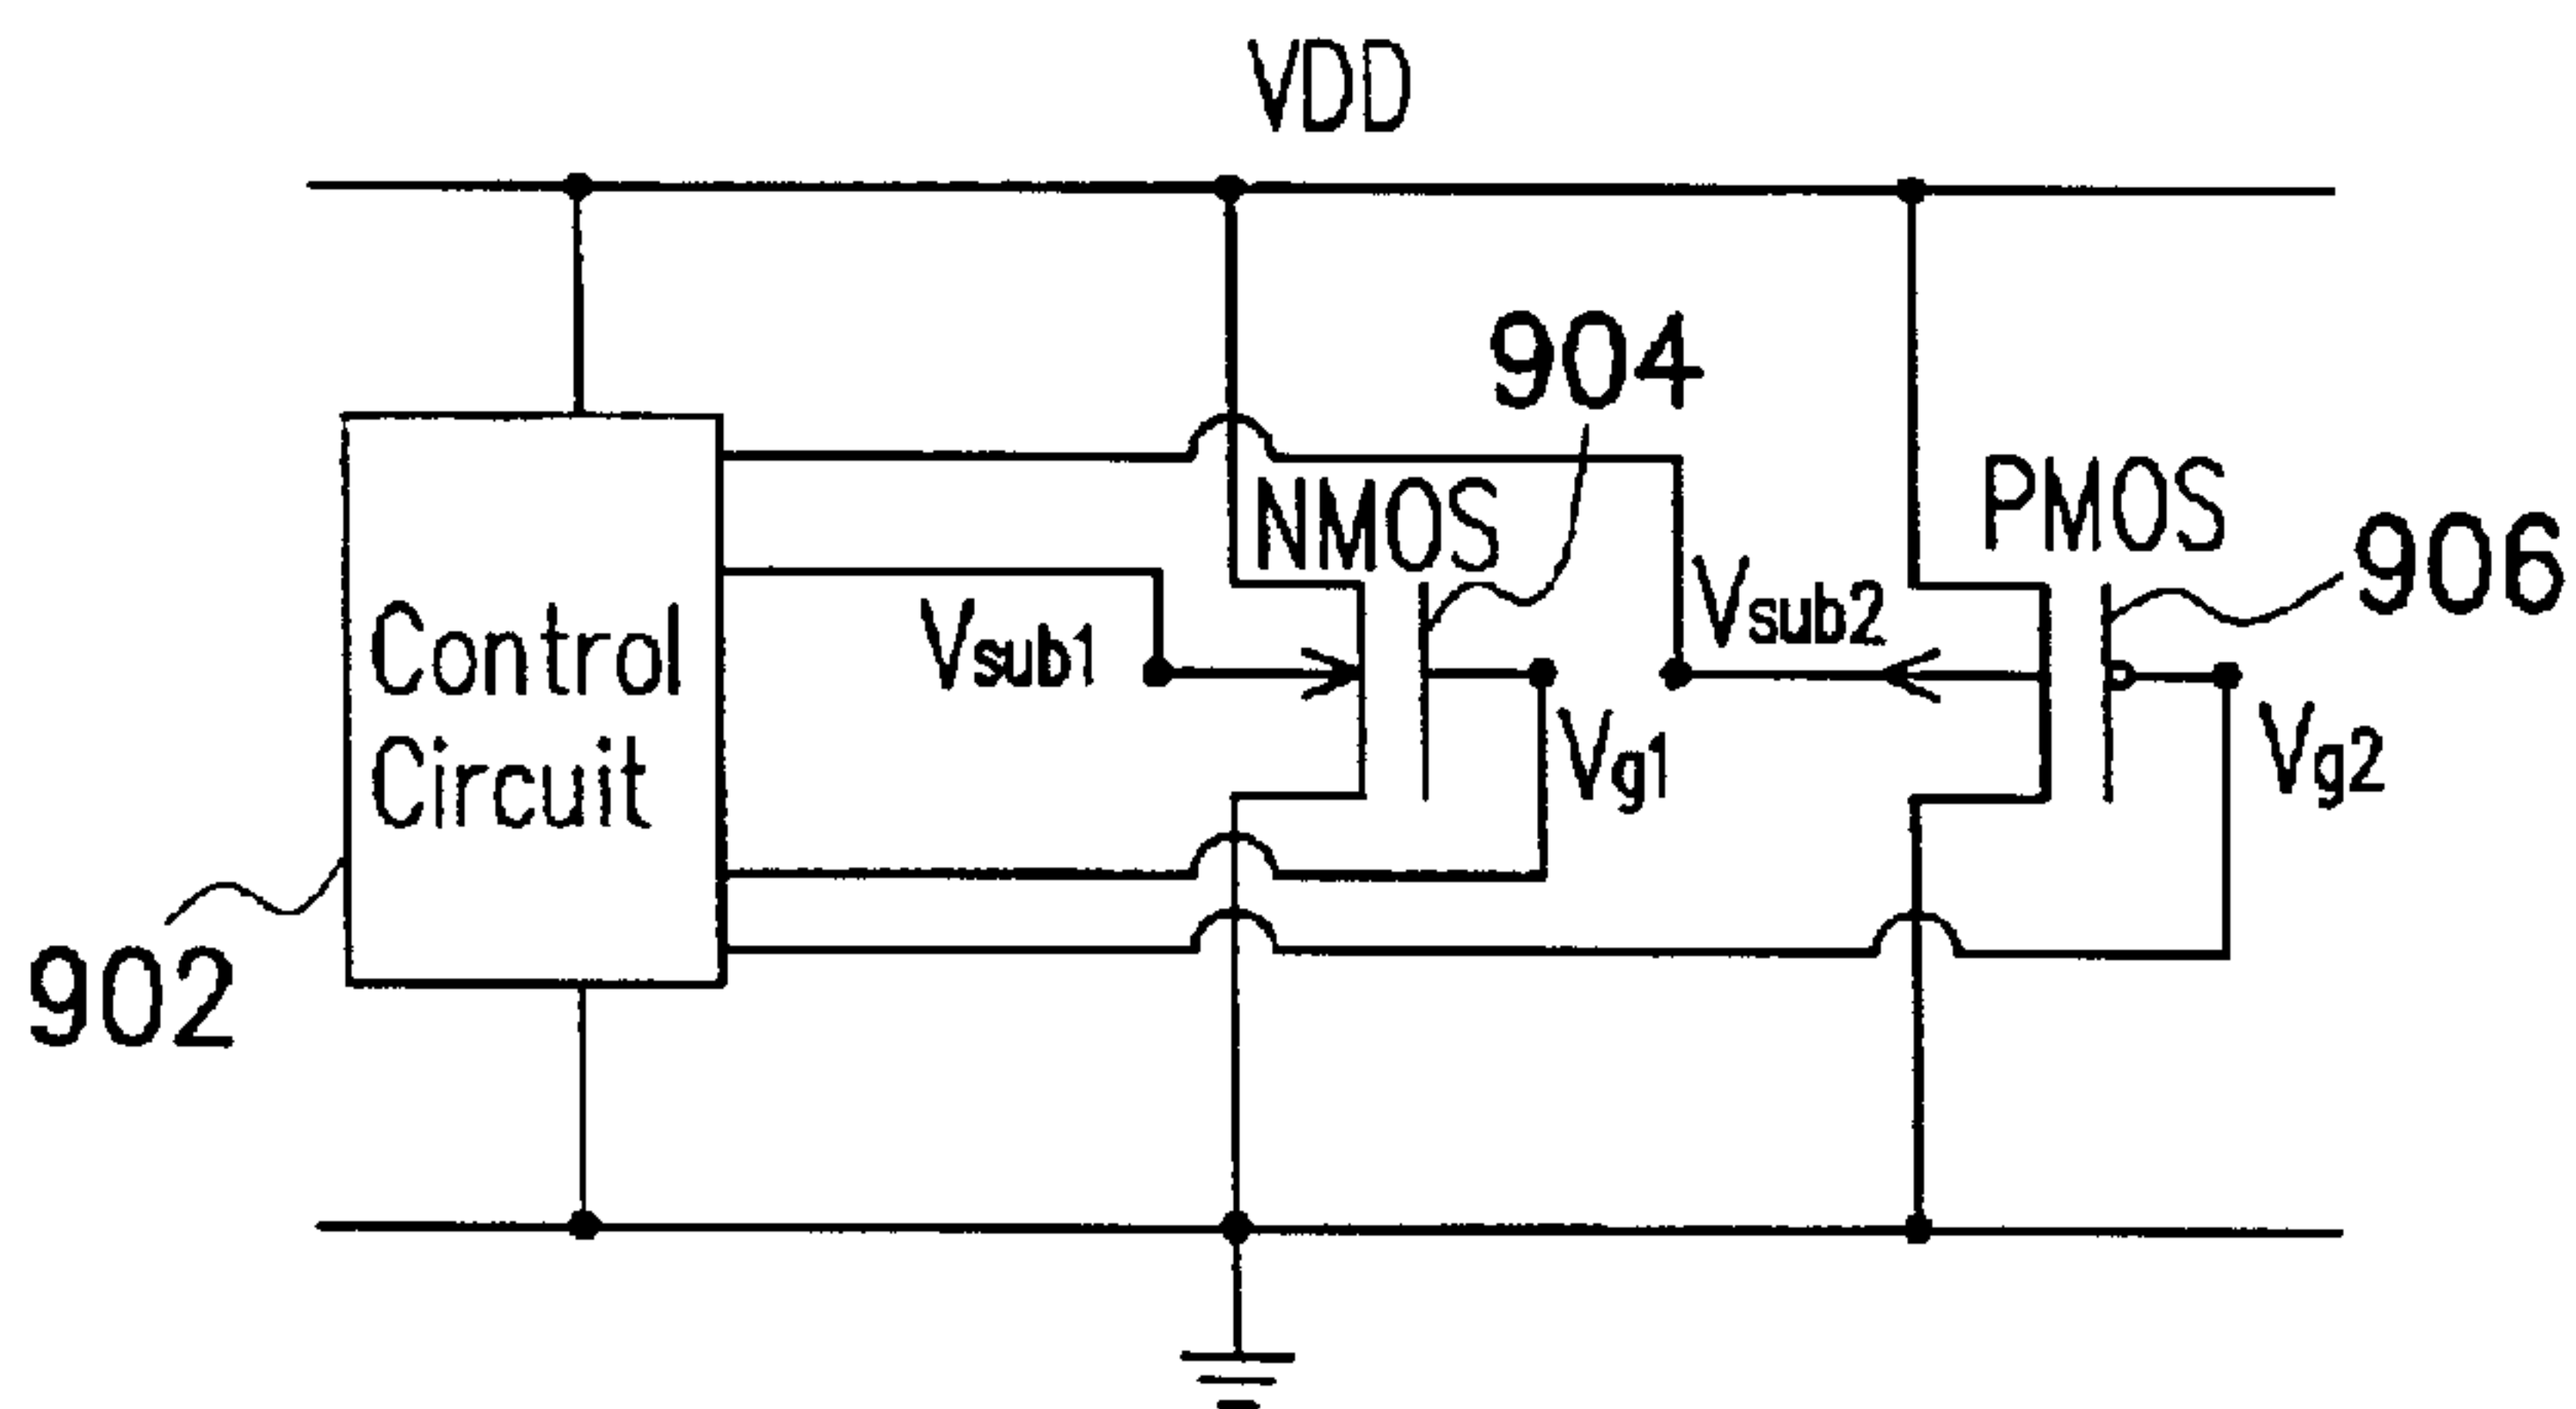 VDD
904
NMOS
PMOS
906
Vsub2
Vsub1
Control
Circuit
Vg1
Vg2
902